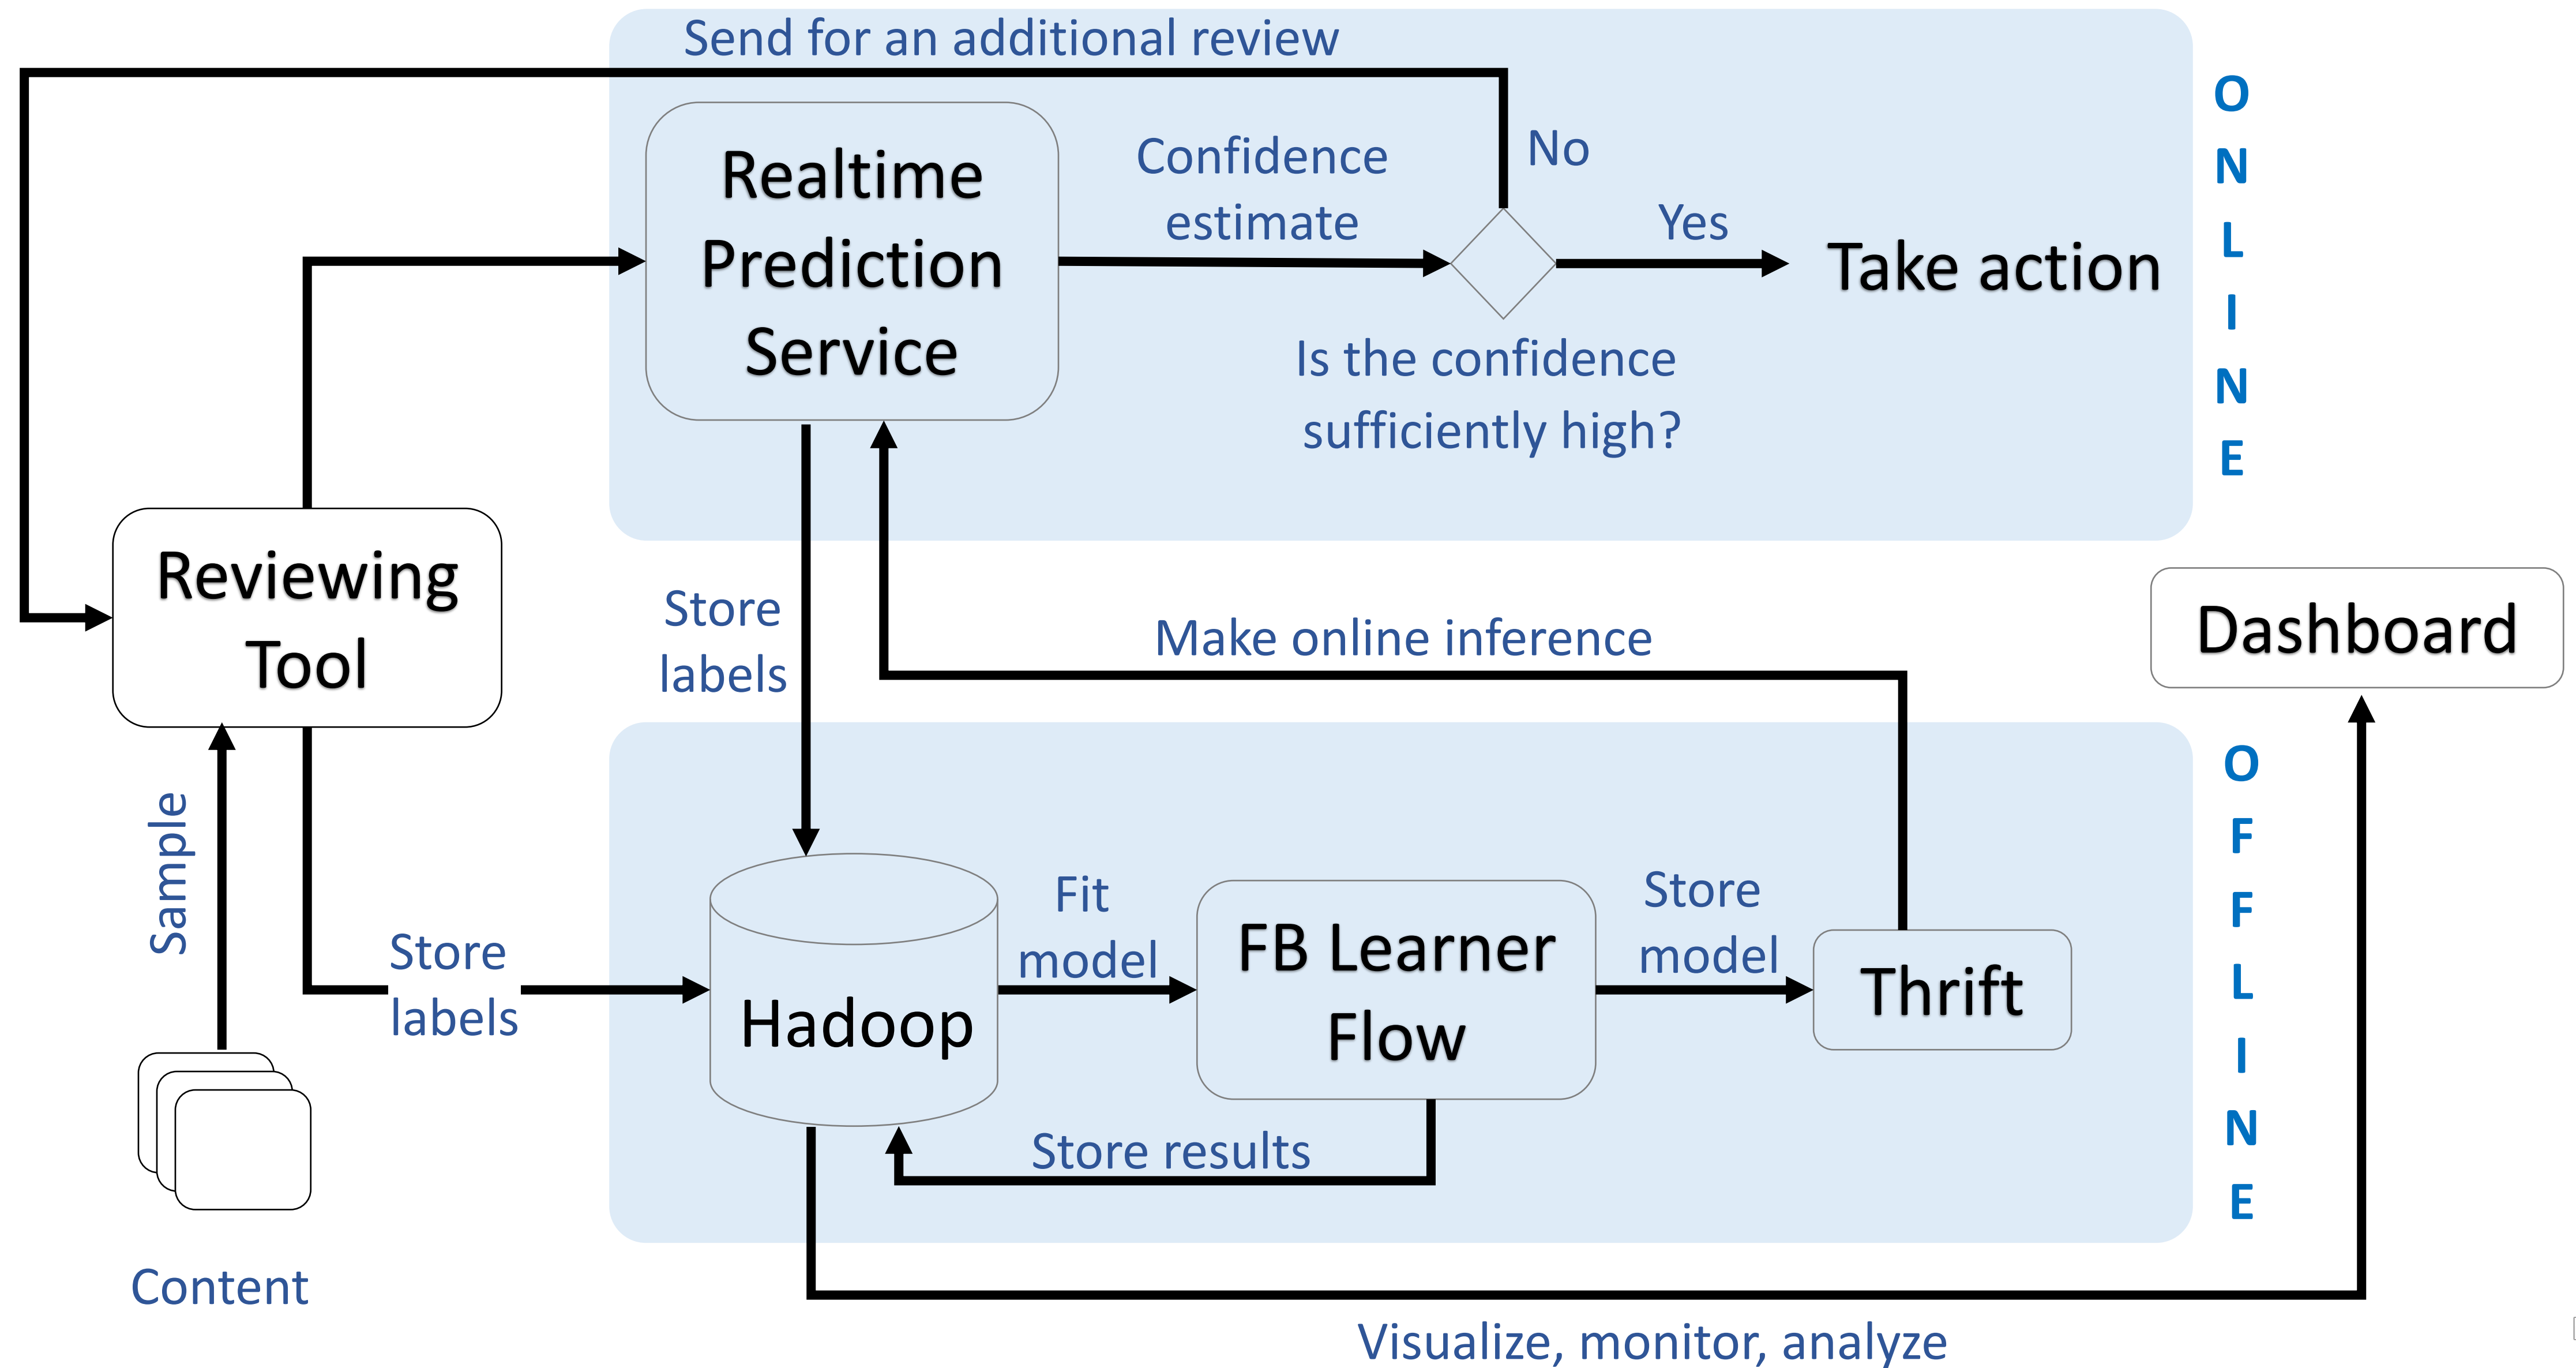 Send for an additional review
Realtime
Prediction
Service
Confidence
estimate
No
Yes
Take action
Is the confidence
sufficiently high?
ONLINE
Reviewing
Tool
Store
labels
Make online inference
Dashboard
Sample
Store
labels
Hadoop
Fit
model
FB Learner
Flow
Store
model
Thrift
Store results
OFFLINE
Content
Visualize, monitor, analyze